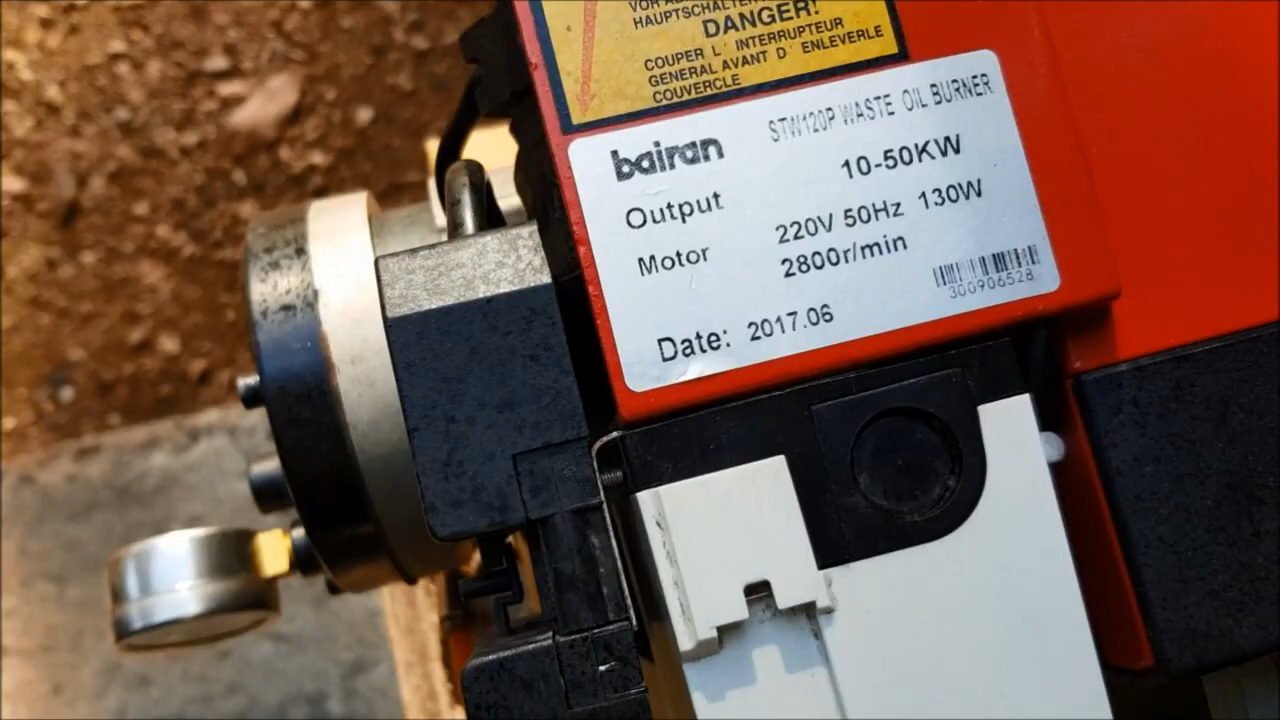 HAUPTSCHALTER
DANGER!
COUPER L' INTERRUPTEUR
GENERAL AVANT D' ENLEVERLE
COUVERCLE
bairan STW120P WASTE OIL BURNER
Output 10-50KW
Motor 220V 50Hz 130W
2800r/min
300906528
Date: 2017.06